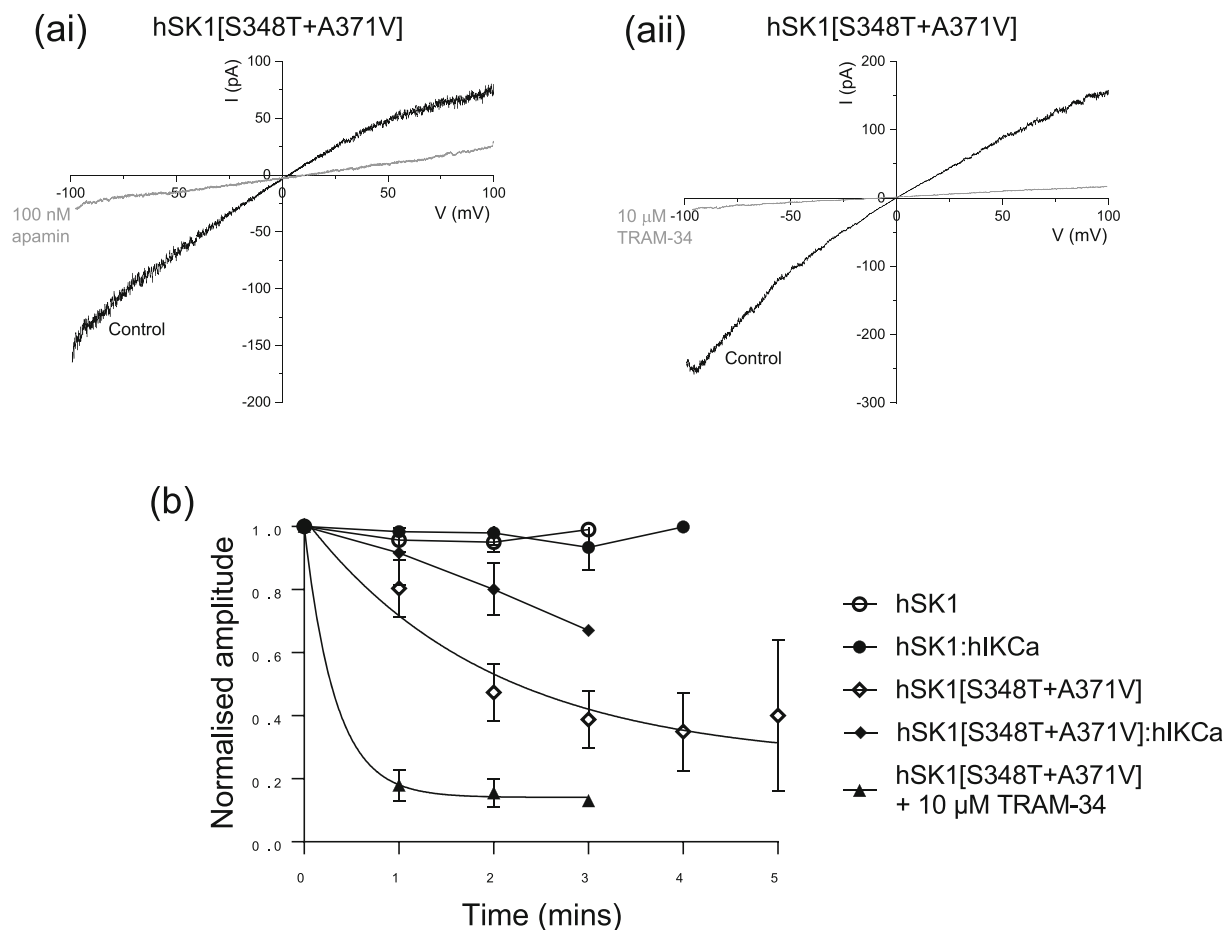 (ai) hSK1[S348T+A371V]
I (pA)
100
50
0
-50
-100
-150
-200
-100 -50 0 50 100
V (mV)
100 nM
apamin
Control
(aii) hSK1[S348T+A371V]
I (pA)
200
100
0
-100
-200
-300
-100 -50 0 50 100
V (mV)
10 µM
TRAM-34
Control
(b)
Normalised amplitude
1.0
0.8
0.6
0.4
0.2
0.0
0 1 2 3 4 5
Time (mins)
hSK1
hSK1:hIKCa
hSK1[S348T+A371V]
hSK1[S348T+A371V]:hIKCa
hSK1[S348T+A371V]
+ 10 µM TRAM-34